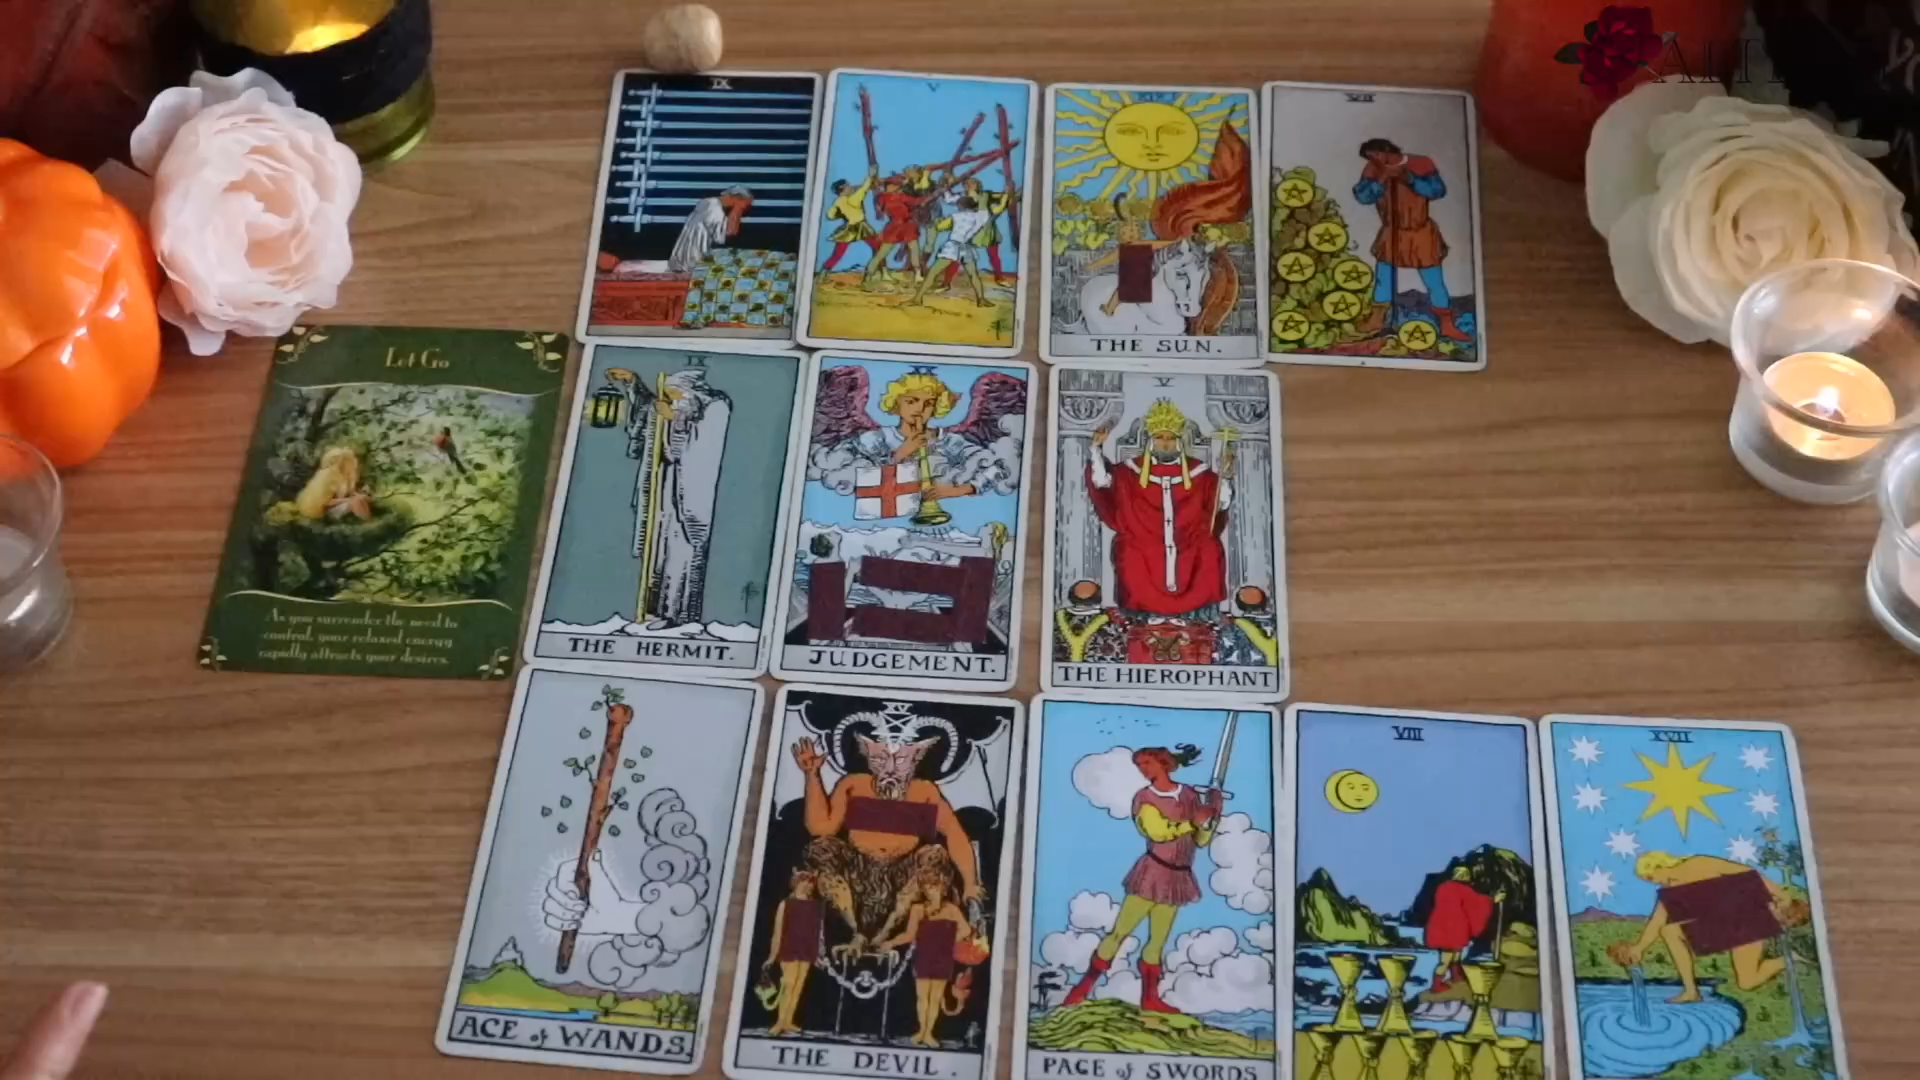 IX
V
VII
THE SUN.
Let Go
As you surrender the need to
control, your relaxed energy
rapidly attracts your desires.
IX
THE HERMIT.
XX
JUDGEMENT.
V
THE HIEROPHANT
ACE of WANDS.
XV
THE DEVIL.
PAGE of SWORDS
VIII
XVII